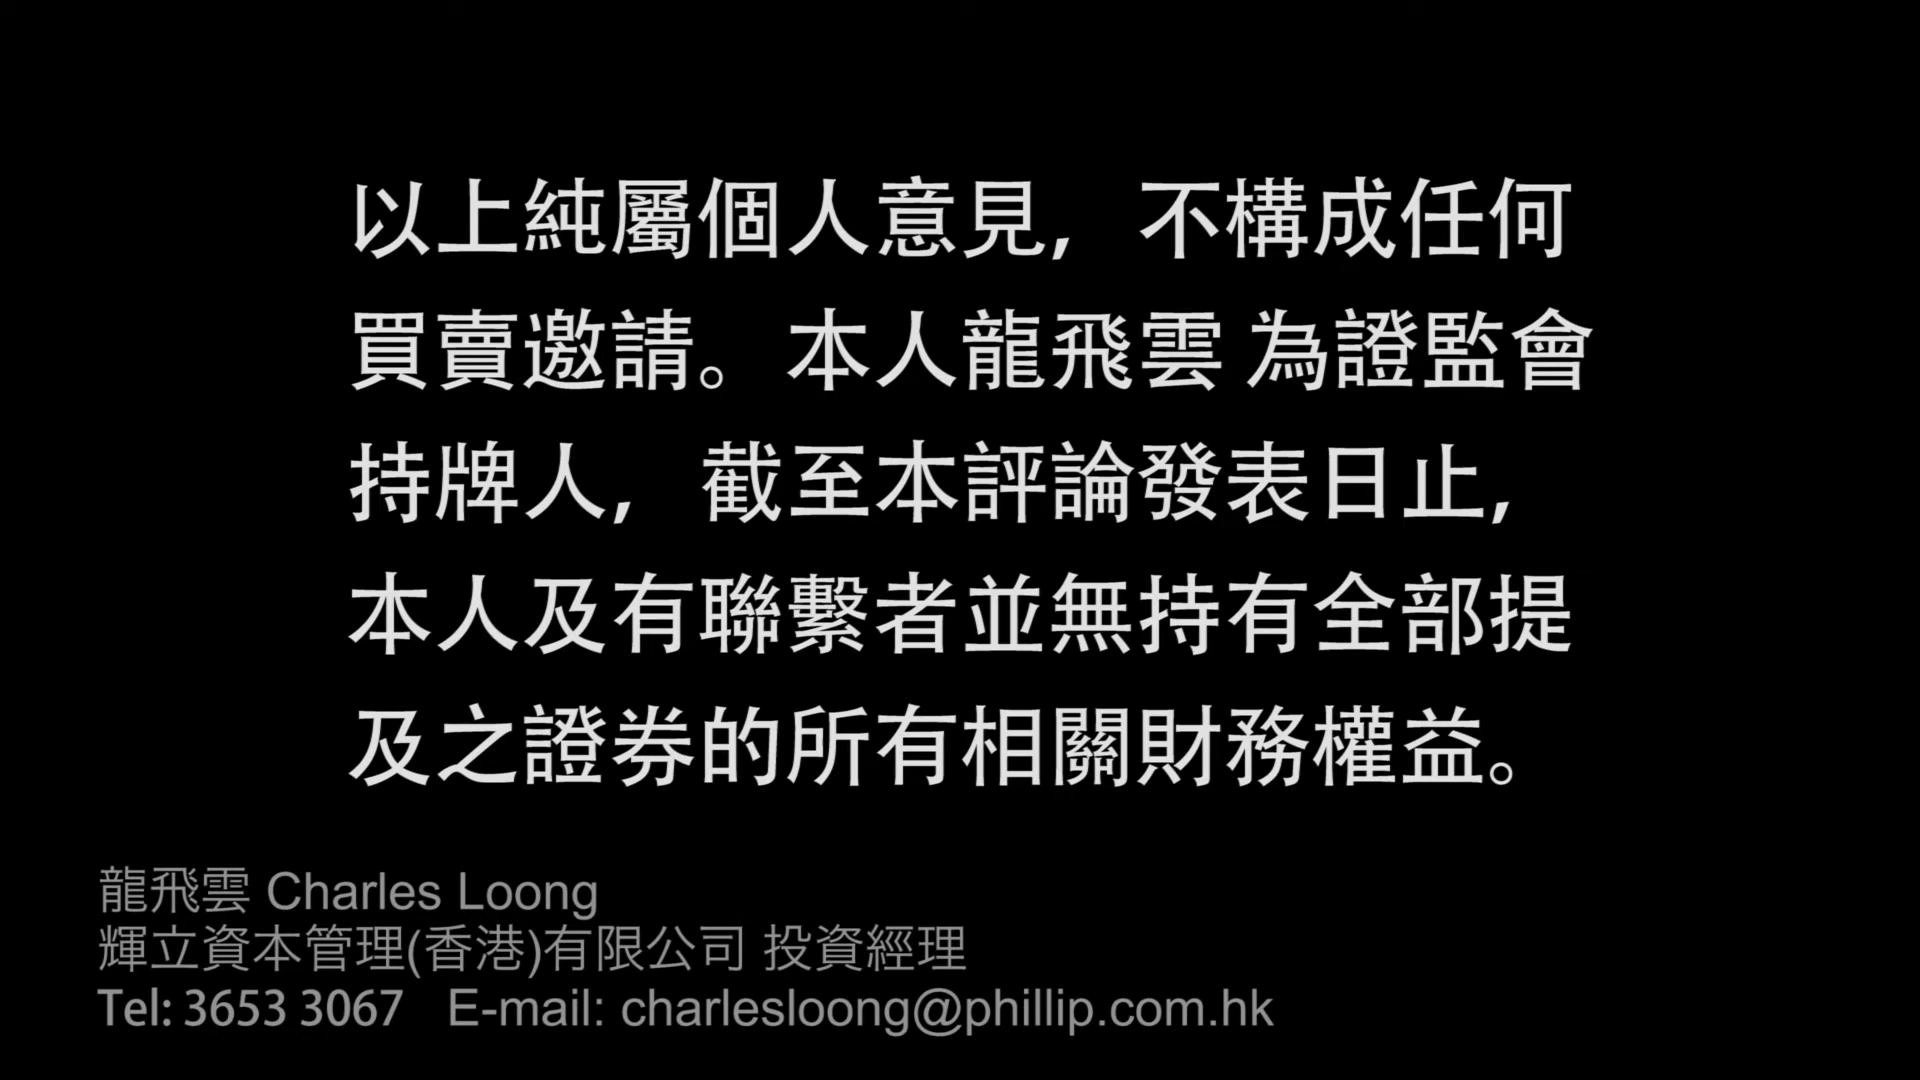 以上純屬個人意見，不構成任何
買賣邀請。本人龍飛雲 為證監會
持牌人，截至本評論發表日止，
本人及有聯繫者並無持有全部提
及之證券的所有相關財務權益。
龍飛雲 Charles Loong
輝立資本管理(香港)有限公司 投資經理
Tel: 3653 3067 E-mail: charlesloong@phillip.com.hk